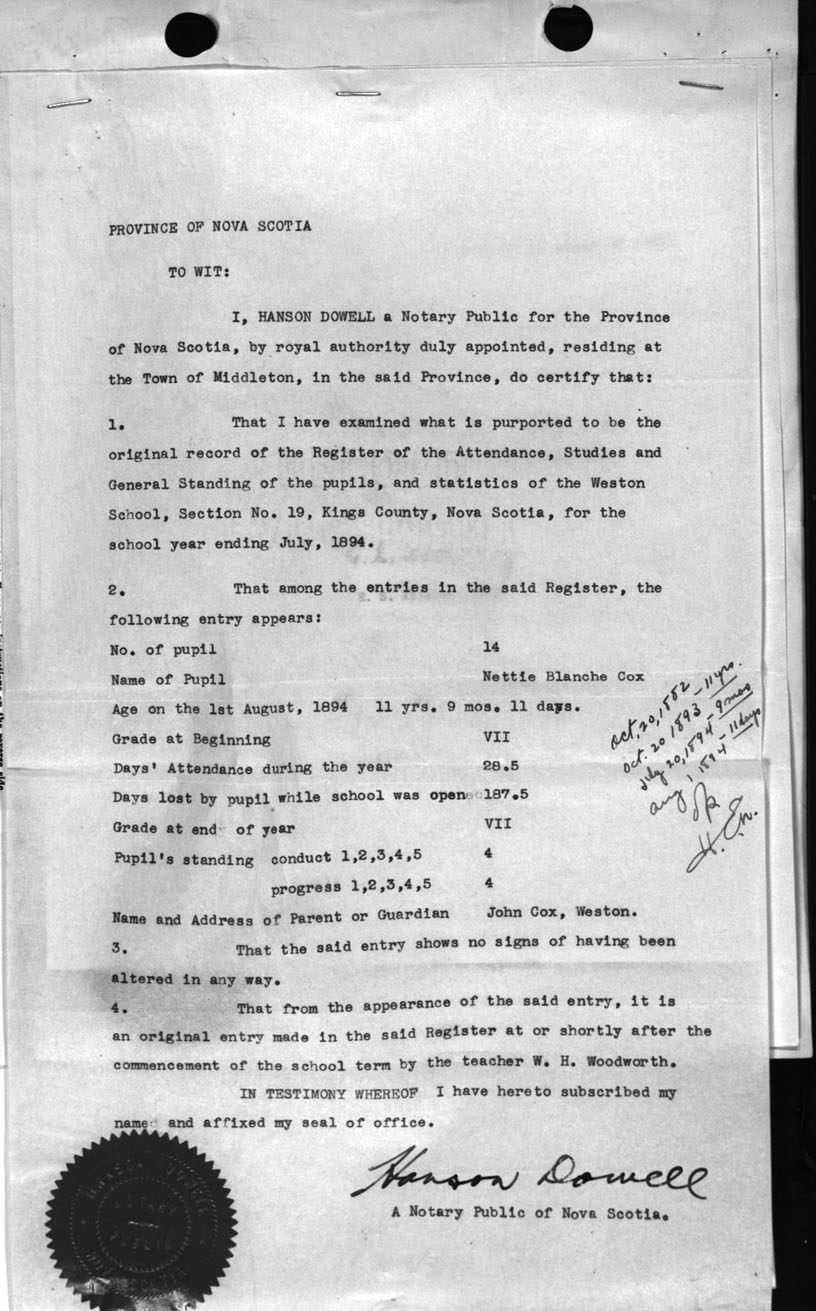 PROVINCE OF NOVA SCOTIA
TO WIT:
I, HANSON DOWELL a Notary Public for the Province
of Nova Scotia, by royal authority duly appointed, residing at
the Town of Middleton, in the said Province, do certify that:
1. That I have examined what is purported to be the
original record of the Register of the Attendance, Studies and
General Standing of the pupils, and statistics of the Weston
School, Section No. 19, Kings County, Nova Scotia, for the
school year ending July, 1894.
2. That among the entries in the said Register, the
following entry appears:
No. of pupil 14
Name of Pupil Nettie Blanche Cox
Age on the 1st August, 1894 11 yrs. 9 mos. 11 days.
Grade at Beginning VII
Days' Attendance during the year 28.5
Days lost by pupil while school was open 187.5
Grade at end of year VII
Pupil's standing conduct 1,2,3,4,5 4
progress 1,2,3,4,5 4
Name and Address of Parent or Guardian John Cox, Weston.
Oct. 20, 1882
Oct. 20 1893 - 11 yrs.
July 20, 1894 - 9 mos
Aug 1, 1894 - 11 days
3. That the said entry shows no signs of having been
altered in any way.
4. That from the appearance of the said entry, it is
an original entry made in the said Register at or shortly after the
commencement of the school term by the teacher W. H. Woodworth.
IN TESTIMONY WHEREOF I have hereto subscribed my
name and affixed my seal of office.
Hanson Dowell
A Notary Public of Nova Scotia.
HANSON DOWELL
NOTARY
PUBLIC
NOVA SCOTIA